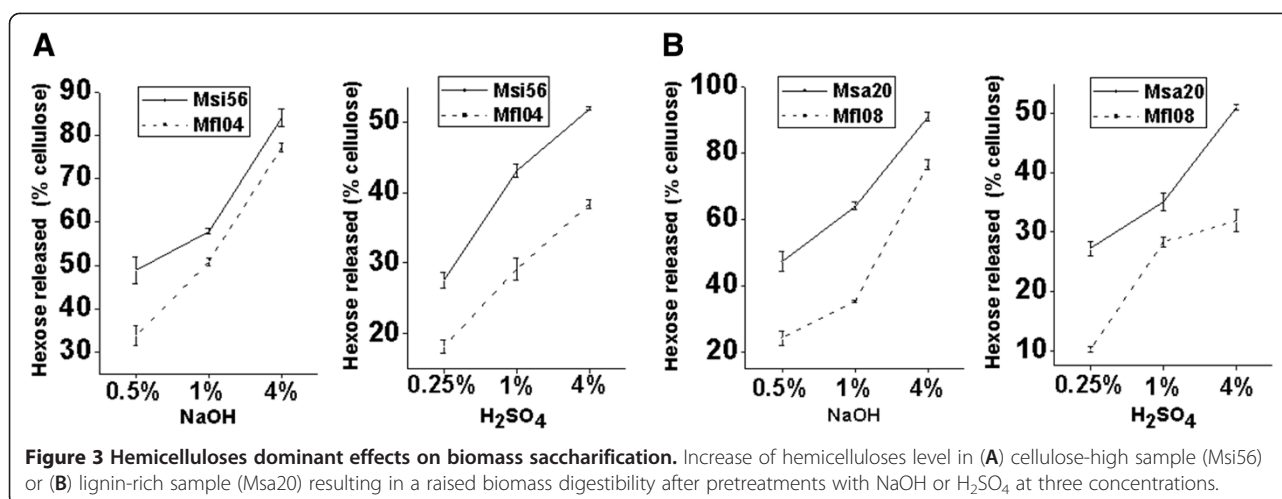 A
Hexose released (% cellulose)
90
80
70
60
50
40
30
Msi56
Mfl04
0.5% 1% 4%
NaOH
Hexose released (% cellulose)
50
40
30
20
Msi56
Mfl04
0.25% 1% 4%
H₂SO₄
B
Hexose released (% cellulose)
100
80
60
40
20
Msa20
Mfl08
0.5% 1% 4%
NaOH
Hexose released (% cellulose)
50
40
30
20
10
Msa20
Mfl08
0.25% 1% 4%
H₂SO₄
Figure 3 Hemicelluloses dominant effects on biomass saccharification. Increase of hemicelluloses level in (A) cellulose-high sample (Msi56)
or (B) lignin-rich sample (Msa20) resulting in a raised biomass digestibility after pretreatments with NaOH or H₂SO₄ at three concentrations.